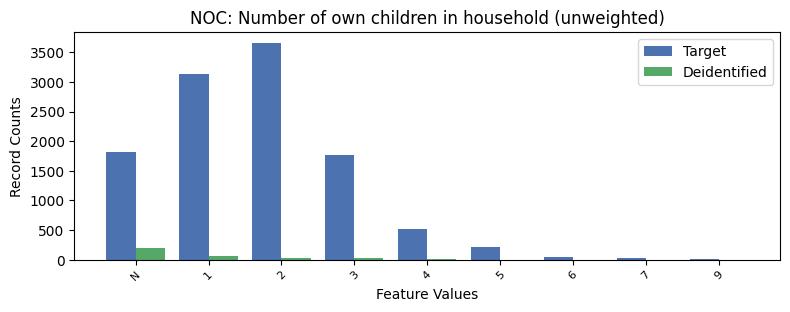 NOC: Number of own children in household (unweighted)
Target
Deidentified
Record Counts
3500
3000
2500
2000
1500
1000
500
0
N 1 2 3 4 5 6 7 9
Feature Values